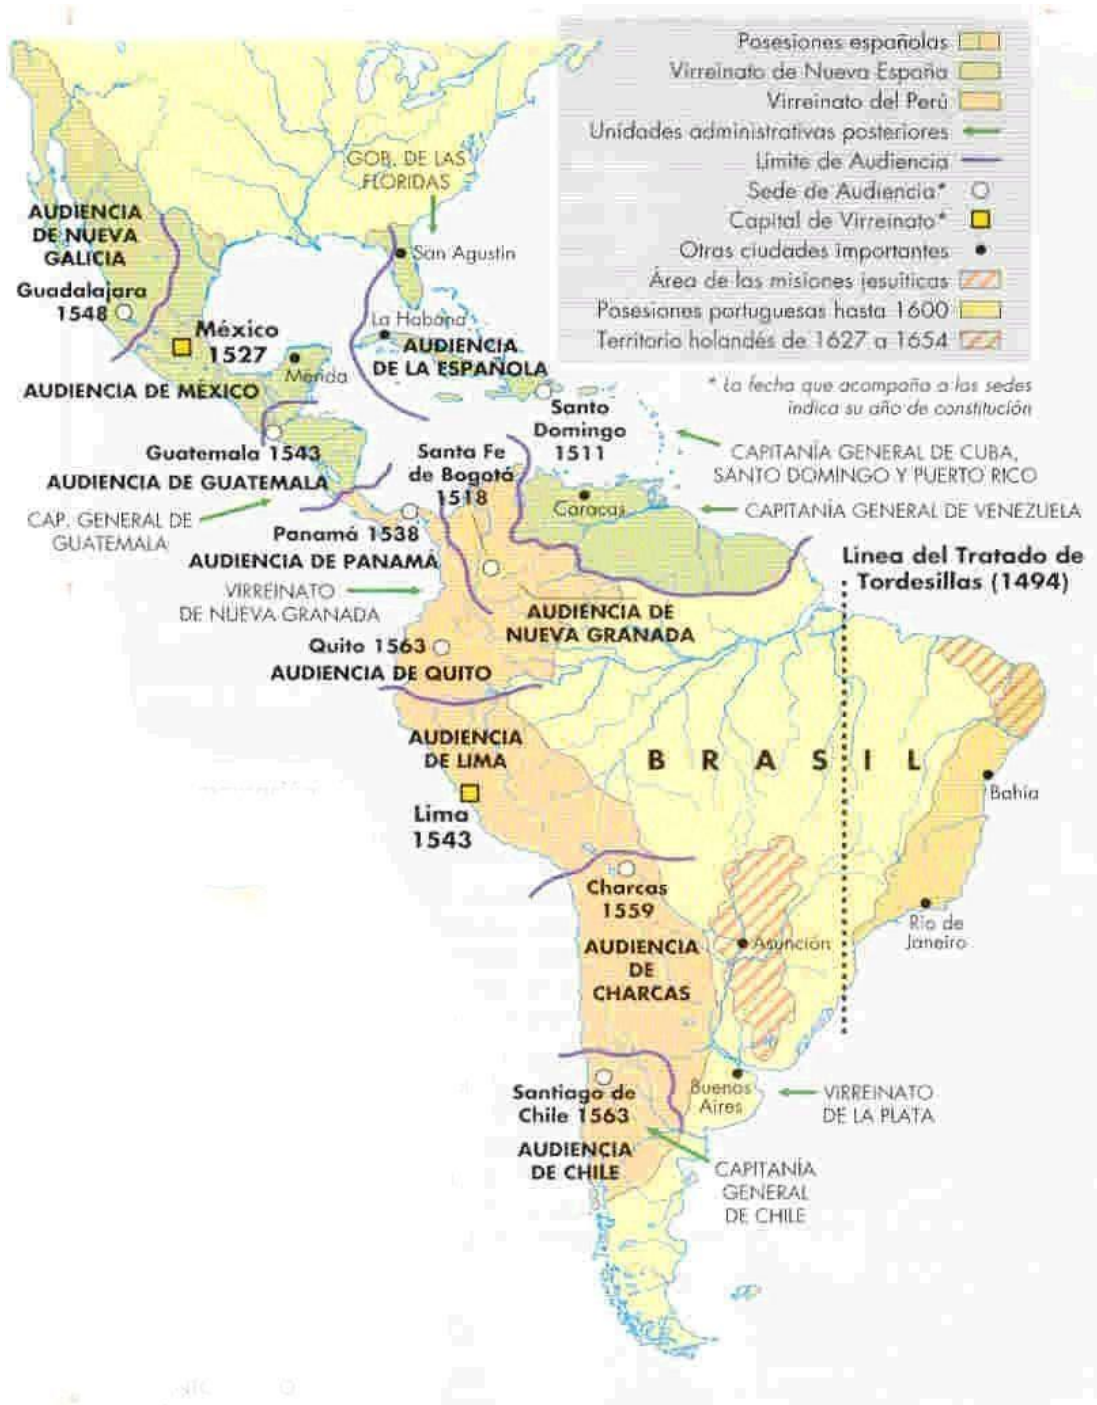 Posesiones españolas
Virreinato de Nueva España
Virreinato del Perú
Unidades administrativas posteriores
Límite de Audiencia
Sede de Audiencia*
Capital de Virreinato*
Otras ciudades importantes
Área de las misiones jesuíticas
Posesiones portuguesas hasta 1600
Territorio holandés de 1627 a 1654
* La fecha que acompaña a las sedes
indica su año de constitución
GOB. DE LAS
FLORIDAS
San Agustín
AUDIENCIA
DE NUEVA
GALICIA
Guadalajara
1548
México
1527
La Habana
AUDIENCIA
DE LA ESPAÑOLA
Mérida
AUDIENCIA DE MÉXICO
Santo
Domingo
1511
Guatemala 1543
AUDIENCIA DE GUATEMALA
CAP. GENERAL DE
GUATEMALA
Santa Fe
de Bogotá
1518
CAPITANÍA GENERAL DE CUBA,
SANTO DOMINGO Y PUERTO RICO
Caracas
CAPITANÍA GENERAL DE VENEZUELA
Panamá 1538
AUDIENCIA DE PANAMÁ
Línea del Tratado de
Tordesillas (1494)
VIRREINATO
DE NUEVA GRANADA
AUDIENCIA DE
NUEVA GRANADA
Quito 1563
AUDIENCIA DE QUITO
AUDIENCIA
DE LIMA
Lima
1543
BRASIL
Bahía
Charcas
1559
Río de
Janeiro
Asunción
AUDIENCIA
DE
CHARCAS
Santiago de
Chile 1563
AUDIENCIA
DE CHILE
Buenos
Aires
VIRREINATO
DE LA PLATA
CAPITANÍA
GENERAL
DE CHILE